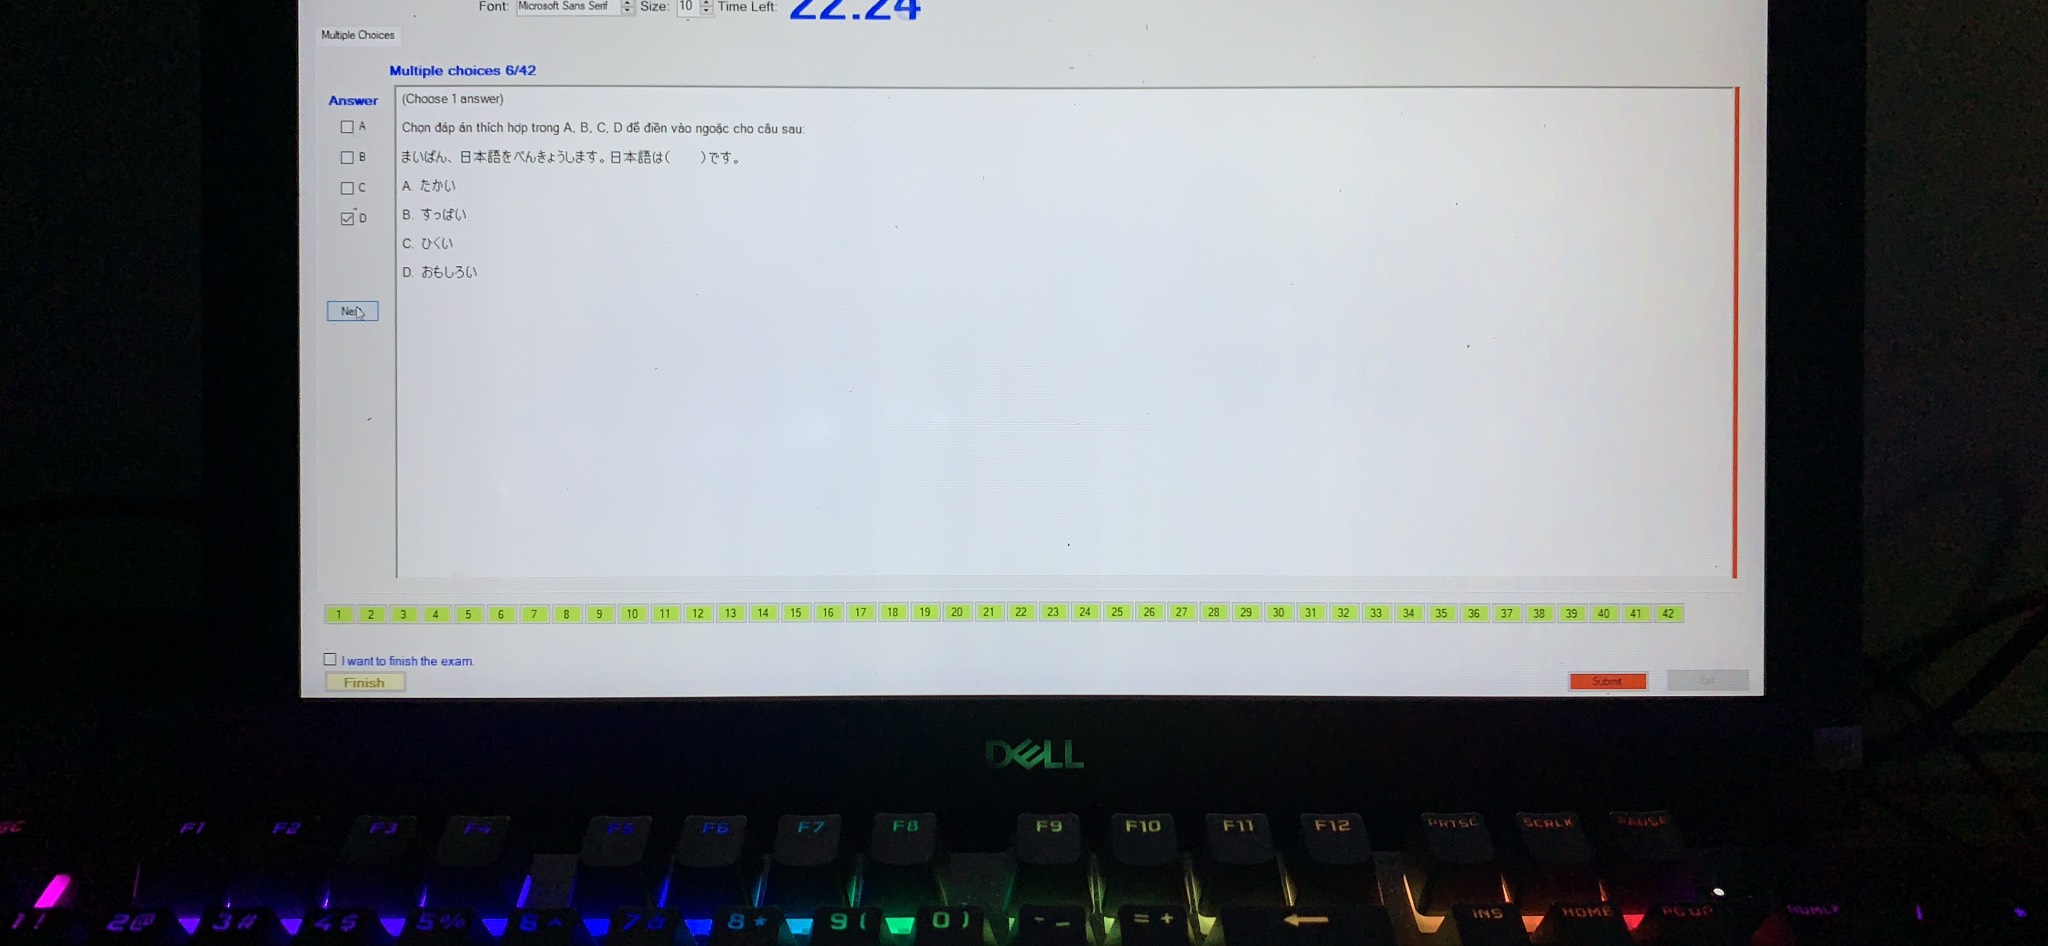 Font: Microsoft Sans Serif Size: 10 Time Left: 22:24
Multiple Choices
Multiple choices 6/42
Answer
(Choose 1 answer)
A
Chọn đáp án thích hợp trong A, B, C, D để điền vào ngoặc cho câu sau:
B
まいばん、日本語をべんきょうします。日本語は(　　)です。
C
A. たかい
D
B. すっぱい
C. ひくい
D. おもしろい
1 2 3 4 5 6 7 8 9 10 11 12 13 14 15 16 17 18 19 20 21 22 23 24 25 26 27 28 29 30 31 32 33 34 35 36 37 38 39 40 41 42
I want to finish the exam.
Finish
Submit
DELL
F1 F2 F3 F4 F5 F6 F7 F8 F9 F10 F11 F12 PRTSC SCRLK PAUSE
1! 2@ 3# 4$ 5% 6^ 7& 8* 9( 0) -_ =+ ← INS HOME PGUP NUMLK